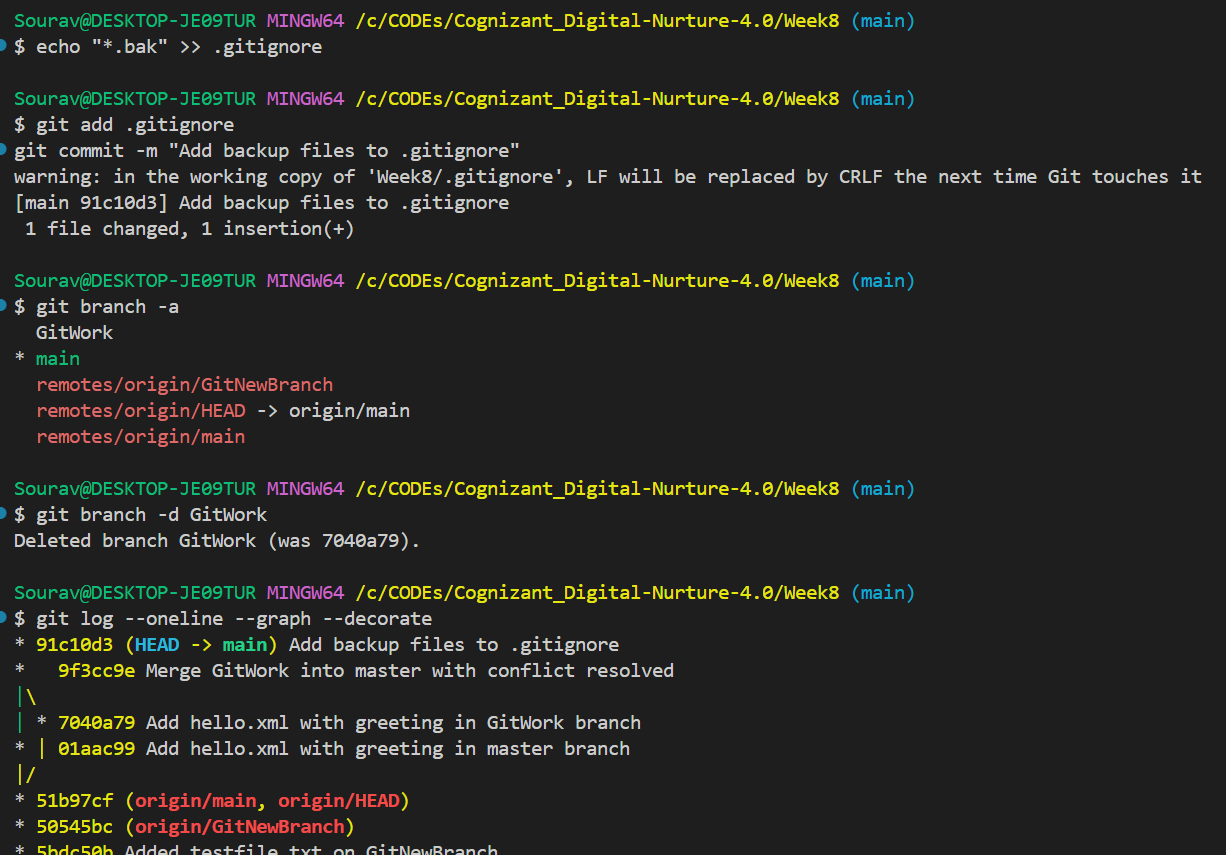 Sourav@DESKTOP-JE09TUR MINGW64 /c/CODEs/Cognizant_Digital-Nurture-4.0/Week8 (main)
$ echo "*.bak" >> .gitignore
Sourav@DESKTOP-JE09TUR MINGW64 /c/CODEs/Cognizant_Digital-Nurture-4.0/Week8 (main)
$ git add .gitignore
git commit -m "Add backup files to .gitignore"
warning: in the working copy of 'Week8/.gitignore', LF will be replaced by CRLF the next time Git touches it
[main 91c10d3] Add backup files to .gitignore
 1 file changed, 1 insertion(+)
Sourav@DESKTOP-JE09TUR MINGW64 /c/CODEs/Cognizant_Digital-Nurture-4.0/Week8 (main)
$ git branch -a
  GitWork
* main
  remotes/origin/GitNewBranch
  remotes/origin/HEAD -> origin/main
  remotes/origin/main
Sourav@DESKTOP-JE09TUR MINGW64 /c/CODEs/Cognizant_Digital-Nurture-4.0/Week8 (main)
$ git branch -d GitWork
Deleted branch GitWork (was 7040a79).
Sourav@DESKTOP-JE09TUR MINGW64 /c/CODEs/Cognizant_Digital-Nurture-4.0/Week8 (main)
$ git log --oneline --graph --decorate
* 91c10d3 (HEAD -> main) Add backup files to .gitignore
*   9f3cc9e Merge GitWork into master with conflict resolved
|\
| * 7040a79 Add hello.xml with greeting in GitWork branch
* | 01aac99 Add hello.xml with greeting in master branch
|/
* 51b97cf (origin/main, origin/HEAD)
* 50545bc (origin/GitNewBranch)
* 5bdc50b Added testfile.txt on GitNewBranch